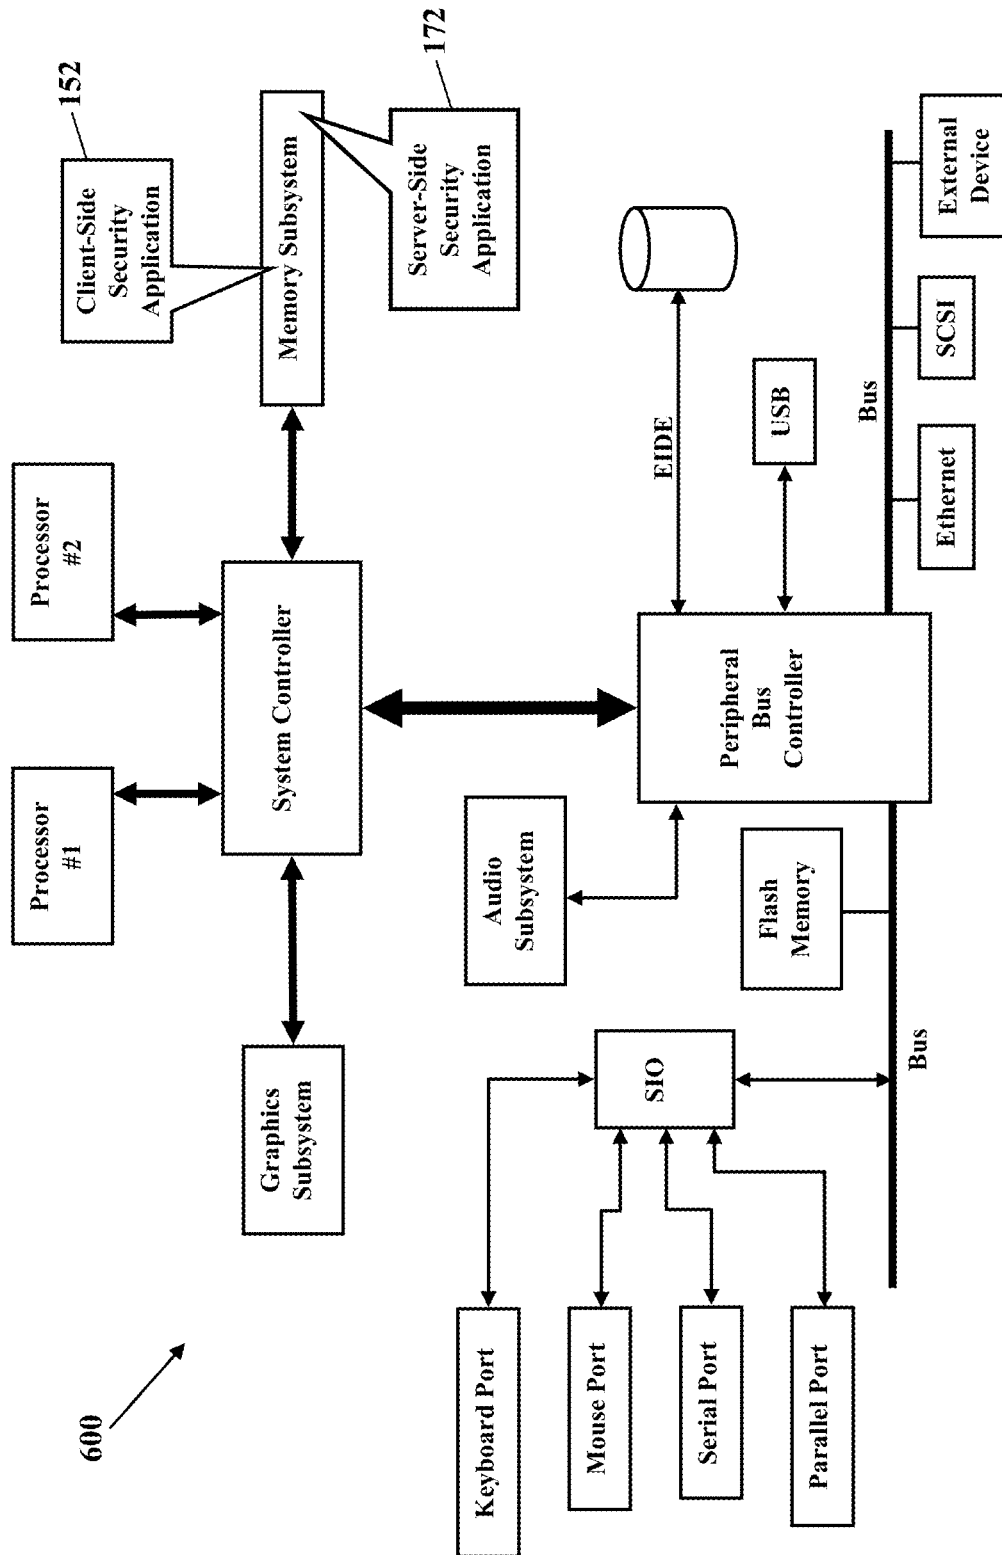 600
Processor
#1
Processor
#2
Client-Side
Security
Application
152
Graphics
Subsystem
System Controller
Memory Subsystem
Server-Side
Security
Application
172
Keyboard Port
Mouse Port
Serial Port
Parallel Port
SIO
Audio
Subsystem
Flash
Memory
Peripheral
Bus
Controller
EIDE
USB
Bus
Bus
Ethernet
SCSI
External
Device